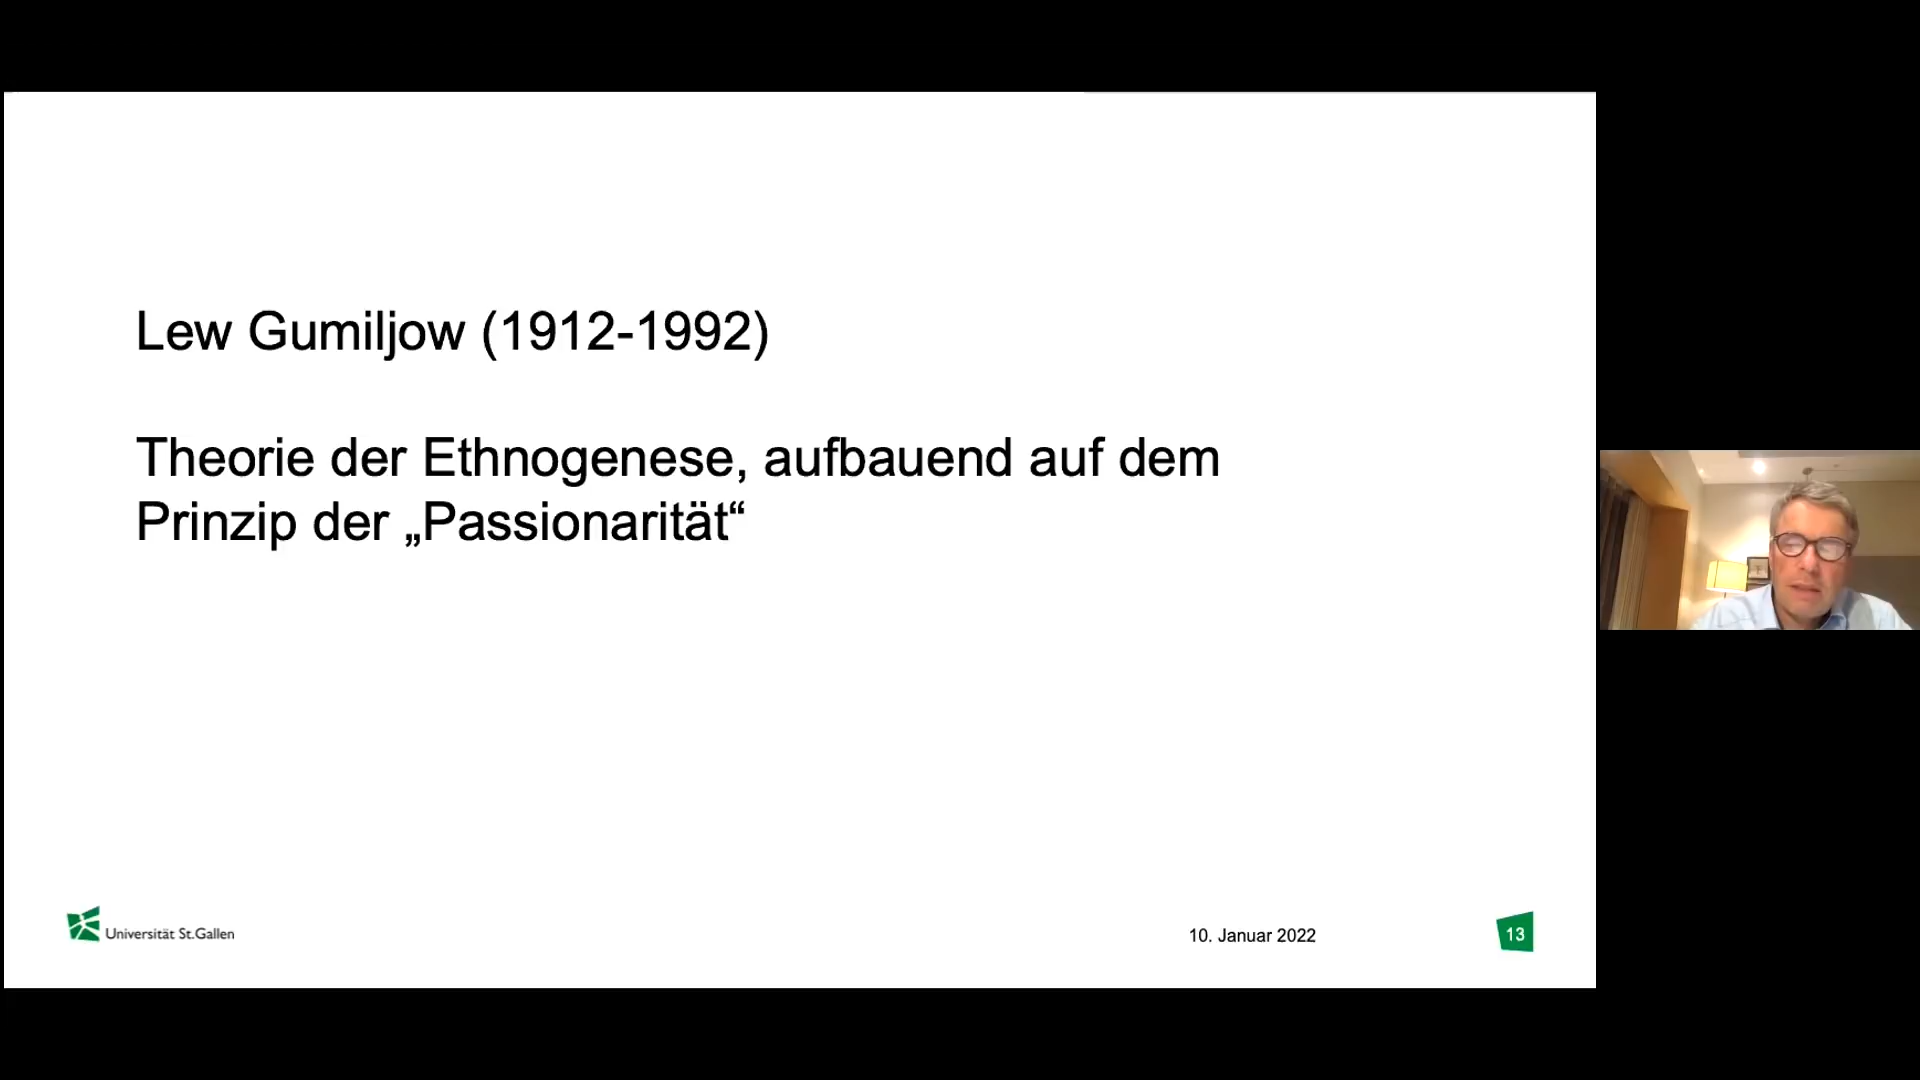 Lew Gumiljow (1912-1992)
Theorie der Ethnogenese, aufbauend auf dem
Prinzip der „Passionarität“
Universität St.Gallen
10. Januar 2022
13